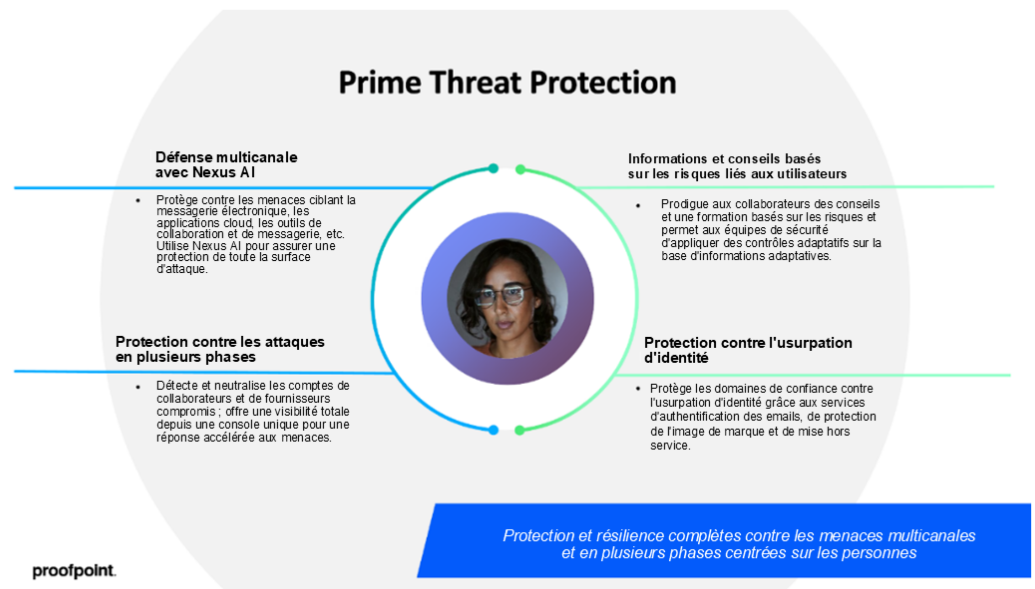 Prime Threat Protection
Défense multicanale
avec Nexus AI
• Protège contre les menaces ciblant la
messagerie électronique, les
applications cloud, les outils de
collaboration et de messagerie, etc.
Utilise Nexus AI pour assurer une
protection de toute la surface
d'attaque.
Informations et conseils basés
sur les risques liés aux utilisateurs
• Prodigue aux collaborateurs des conseils
et une formation basés sur les risques et
permet aux équipes de sécurité
d'appliquer des contrôles adaptatifs sur la
base d'informations adaptatives.
Protection contre les attaques
en plusieurs phases
• Détecte et neutralise les comptes de
collaborateurs et de fournisseurs
compromis ; offre une visibilité totale
depuis une console unique pour une
réponse accélérée aux menaces.
Protection contre l'usurpation
d'identité
• Protège les domaines de confiance contre
l'usurpation d'identité grâce aux services
d'authentification des emails, de protection
de l'image de marque et de mise hors
service.
Protection et résilience complètes contre les menaces multicanales
et en plusieurs phases centrées sur les personnes
proofpoint.